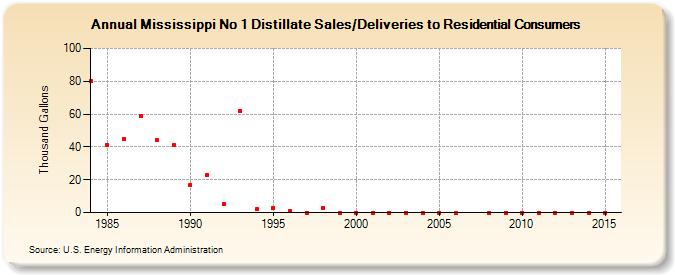 Annual Mississippi No 1 Distillate Sales/Deliveries to Residential Consumers
Thousand Gallons
100
80
60
40
20
0
1985 1990 1995 2000 2005 2010 2015
Source: U.S. Energy Information Administration